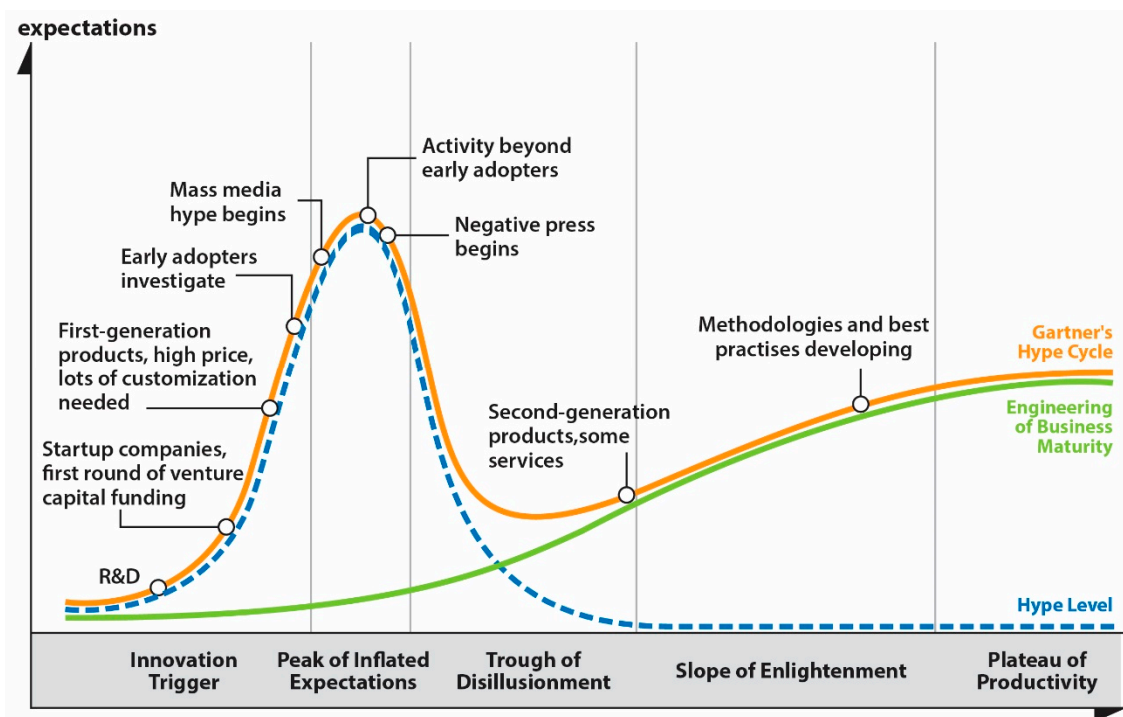 expectations
Activity beyond
early adopters
Mass media
hype begins
Negative press
begins
Early adopters
investigate
First-generation
products, high price,
lots of customization
needed
Methodologies and best
practises developing
Gartner's
Hype Cycle
Second-generation
products,some
services
Engineering
of Business
Maturity
Startup companies,
first round of venture
capital funding
R&D
Hype Level
Innovation
Trigger
Peak of Inflated
Expectations
Trough of
Disillusionment
Slope of Enlightenment
Plateau of
Productivity